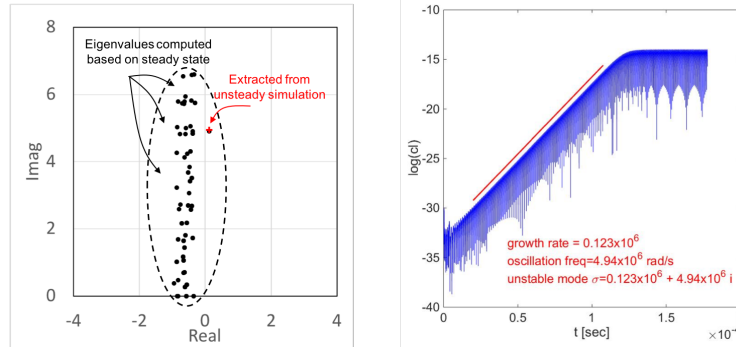 8
6
4
2
0
-4
-2
0
2
4
Imag
Real
Eigenvalues computed
based on steady state
Extracted from
unsteady simulation
-10
-15
-20
-25
-30
-35
-40
0
0.5
1
1.5
log(cl)
t [sec]
growth rate = 0.123x10⁶
oscillation freq=4.94x10⁶ rad/s
unstable mode σ=0.123x10⁶ + 4.94x10⁶ i